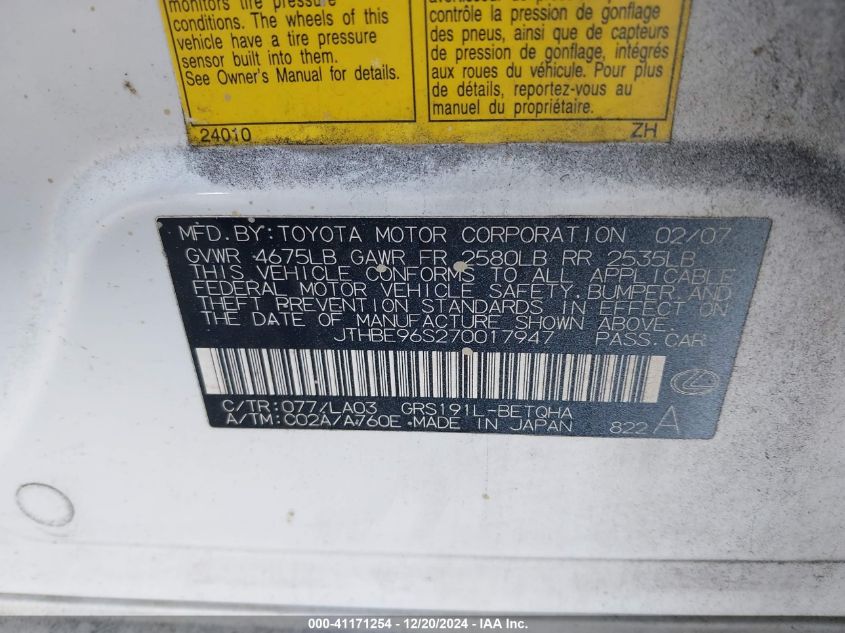 monitors tire pressure
conditions. The wheels of this
vehicle have a tire pressure
sensor built into them.
See Owner's Manual for details.
contrôle la pression de gonflage
des pneus, ainsi que de capteurs
de pression de gonflage, intégrés
aux roues du véhicule. Pour plus
de détails, reportez-vous au
manuel du propriétaire.
24010
ZH
MFD.BY:TOYOTA MOTOR CORPORATION 02/07
GVWR 4675LB GAWR FR 2580LB RR 2535LB
THIS VEHICLE CONFORMS TO ALL APPLICABLE
FEDERAL MOTOR VEHICLE SAFETY,BUMPER,AND
THEFT PREVENTION STANDARDS IN EFFECT ON
THE DATE OF MANUFACTURE SHOWN ABOVE.
JTHBE96S270017947 PASS.CAR
C/TR:077/LA03 GRS191L-BETQHA
A/TM:C02A/A760E MADE IN JAPAN 822 A
000-41171254 - 12/20/2024 - IAA Inc.